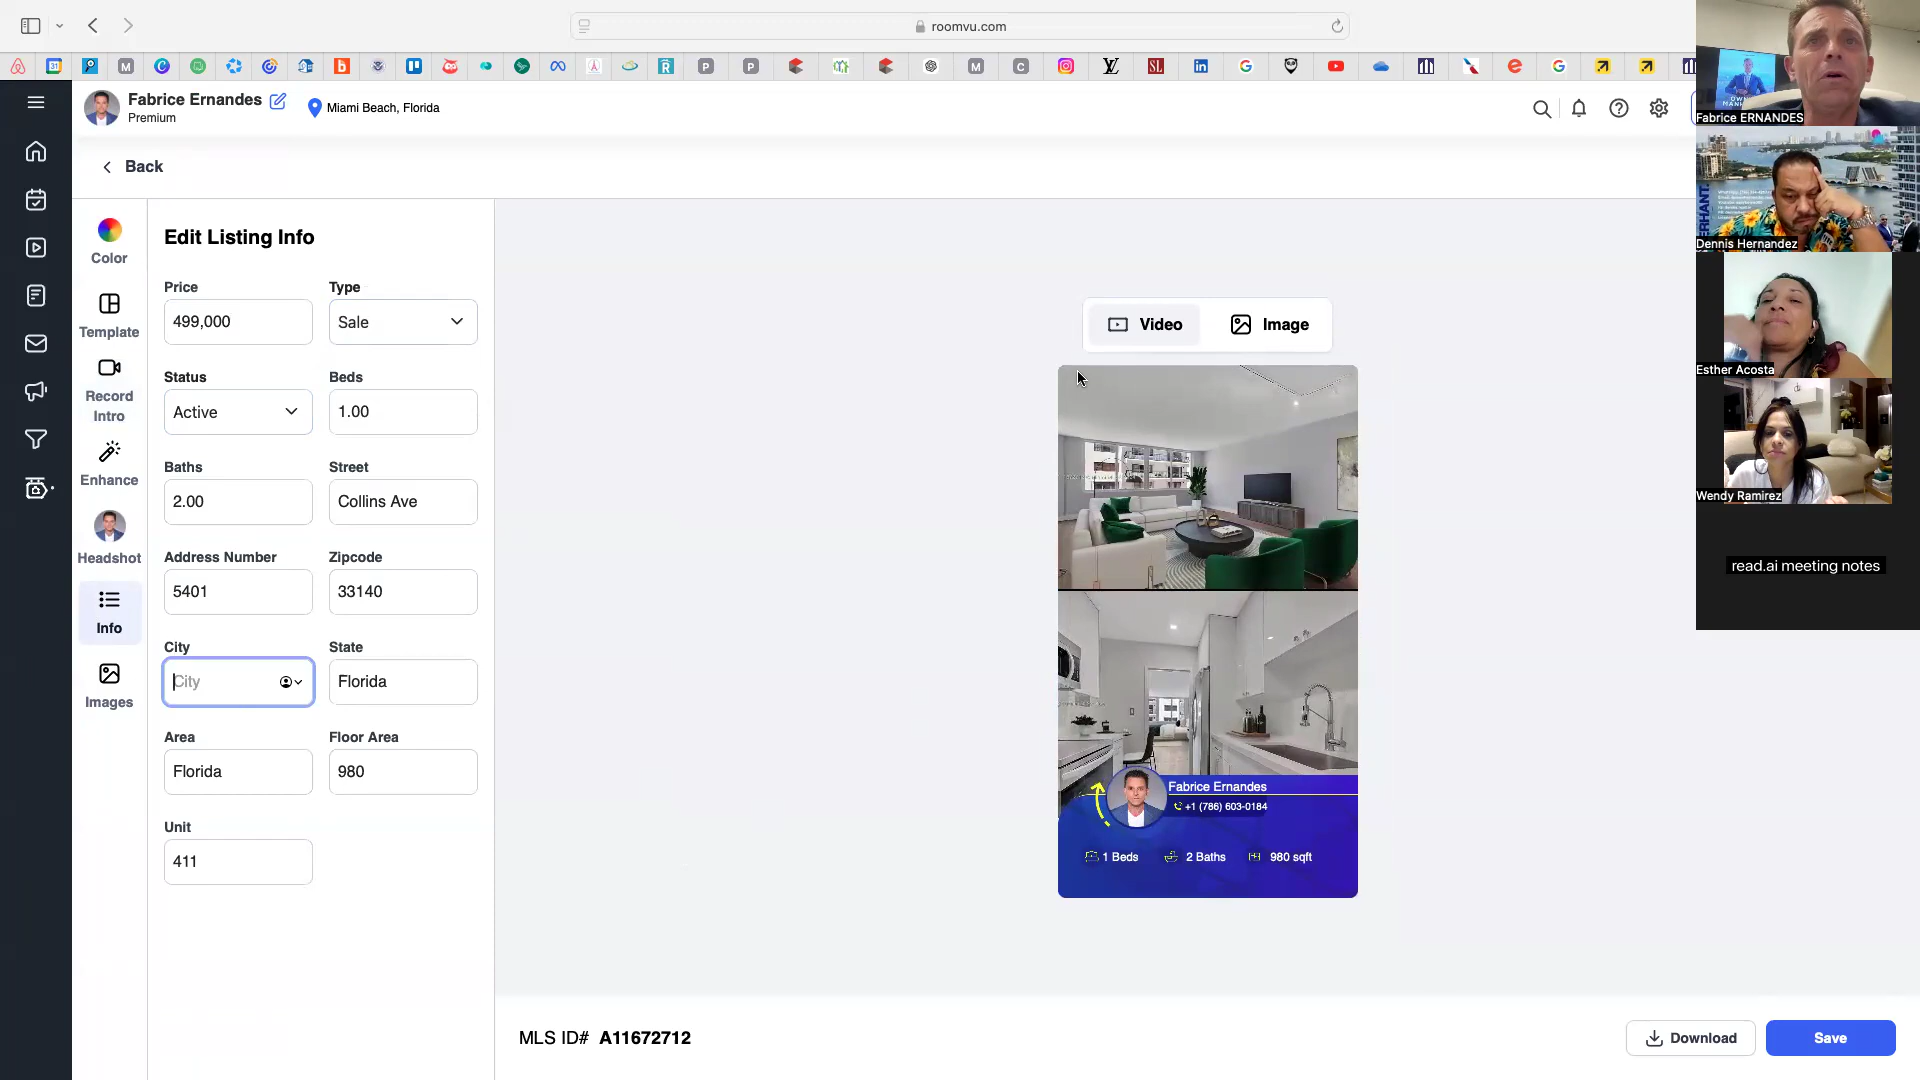 roomvu.com
Fabrice Ernandes
Premium
Miami Beach, Florida
Back
Color
Template
Record
Intro
Enhance
Headshot
Info
Images
Edit Listing Info
Price
Type
499,000
Sale
Status
Beds
Active
1.00
Baths
Street
2.00
Collins Ave
Address Number
Zipcode
5401
33140
City
State
City
Florida
Area
Floor Area
Florida
980
Unit
411
Video
Image
Fabrice Ernandes
+1 (786) 603-0184
1 Beds
2 Baths
980 sqft
MLS ID# A11672712
Download
Save
Fabrice ERNANDES
Dennis Hernandez
Esther Acosta
Wendy Ramirez
read.ai meeting notes